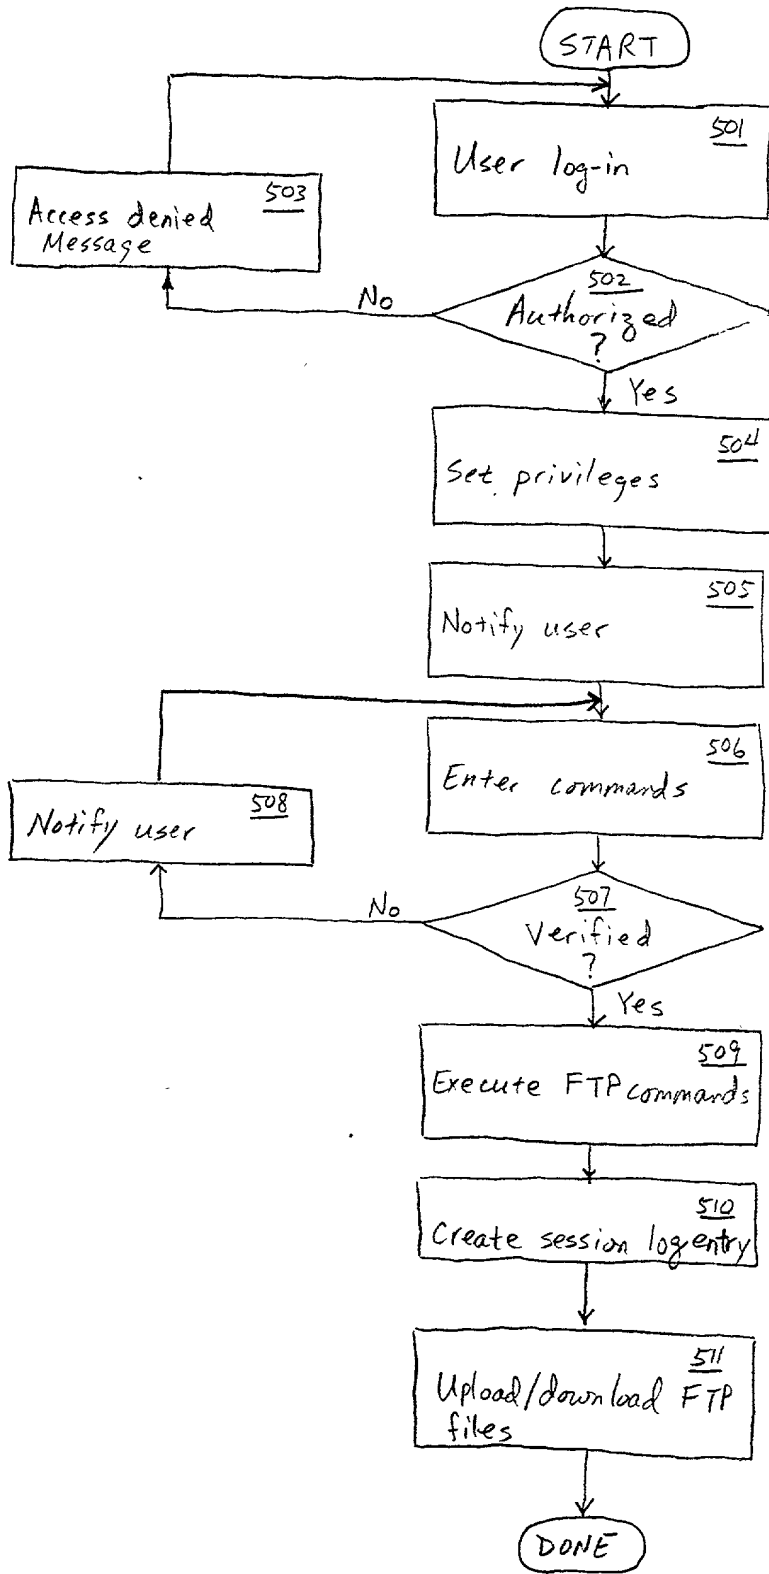 START
501
User log-in
503
Access denied
Message
502
Authorized
?
No
Yes
504
Set privileges
505
Notify user
506
Enter commands
508
Notify user
507
Verified
?
No
Yes
509
Execute FTP commands
510
Create session log entry
511
Upload/download FTP
files
DONE